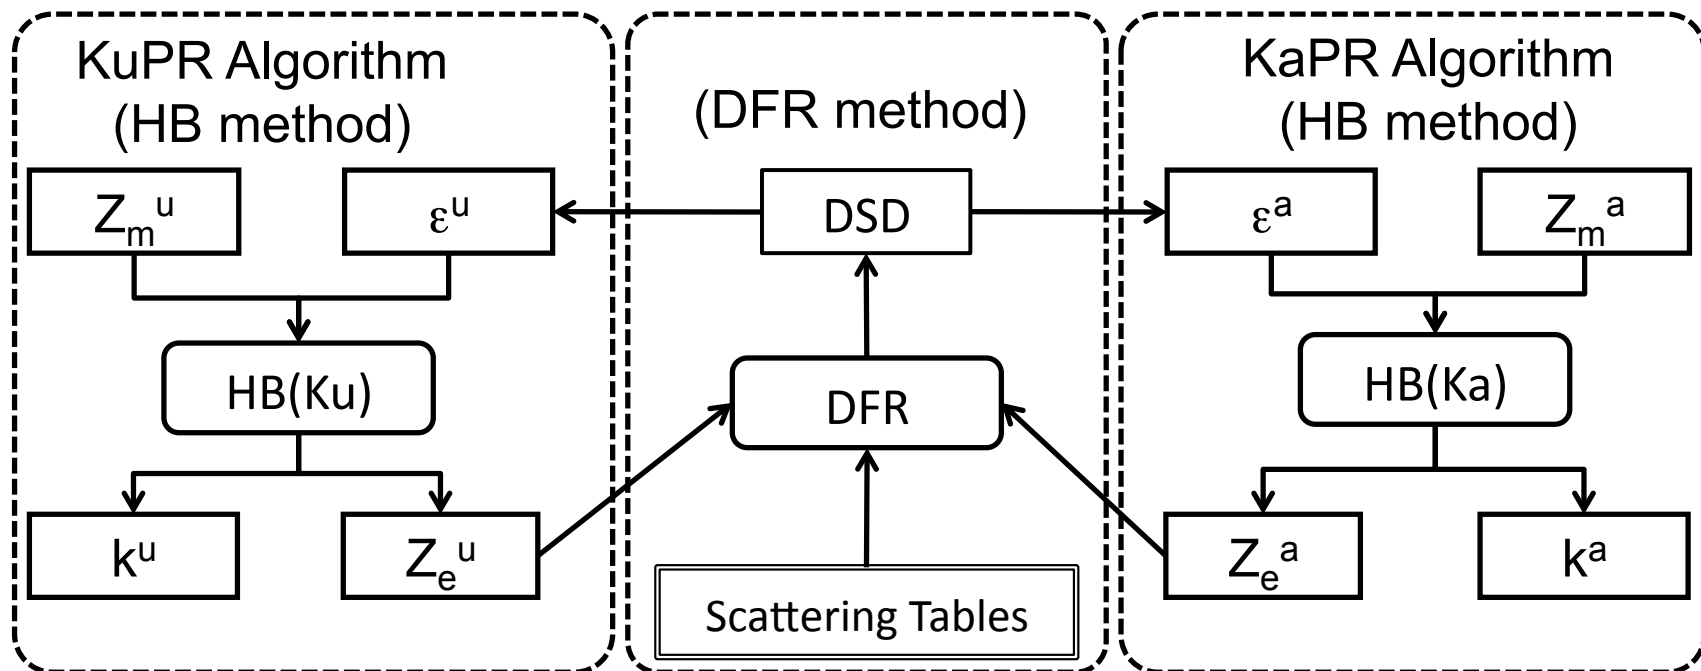 KuPR Algorithm
(HB method)
Z_m^u
ε^u
HB(Ku)
k^u
Z_e^u
(DFR method)
DSD
DFR
Scattering Tables
KaPR Algorithm
(HB method)
ε^a
Z_m^a
HB(Ka)
Z_e^a
k^a